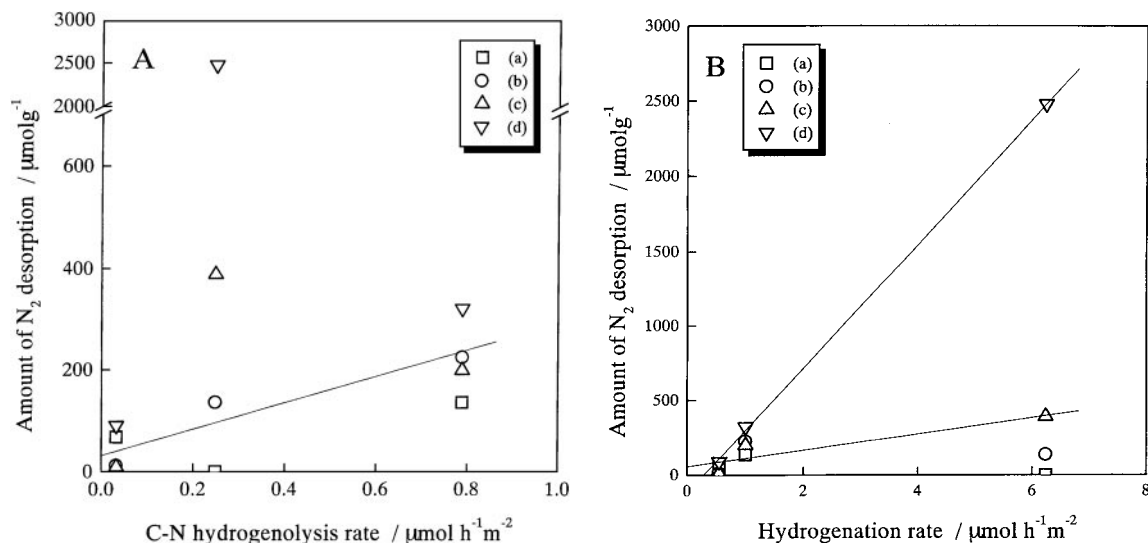 A
3000
2500
2000
600
400
200
0
0.0 0.2 0.4 0.6 0.8 1.0
Amount of N₂ desorption / μmolg⁻¹
C-N hydrogenolysis rate / μmol h⁻¹m⁻²
(a)
(b)
(c)
(d)
B
3000
2500
2000
1500
1000
500
0
0 2 4 6 8
Amount of N₂ desorption / μmolg⁻¹
Hydrogenation rate / μmol h⁻¹m⁻²
(a)
(b)
(c)
(d)